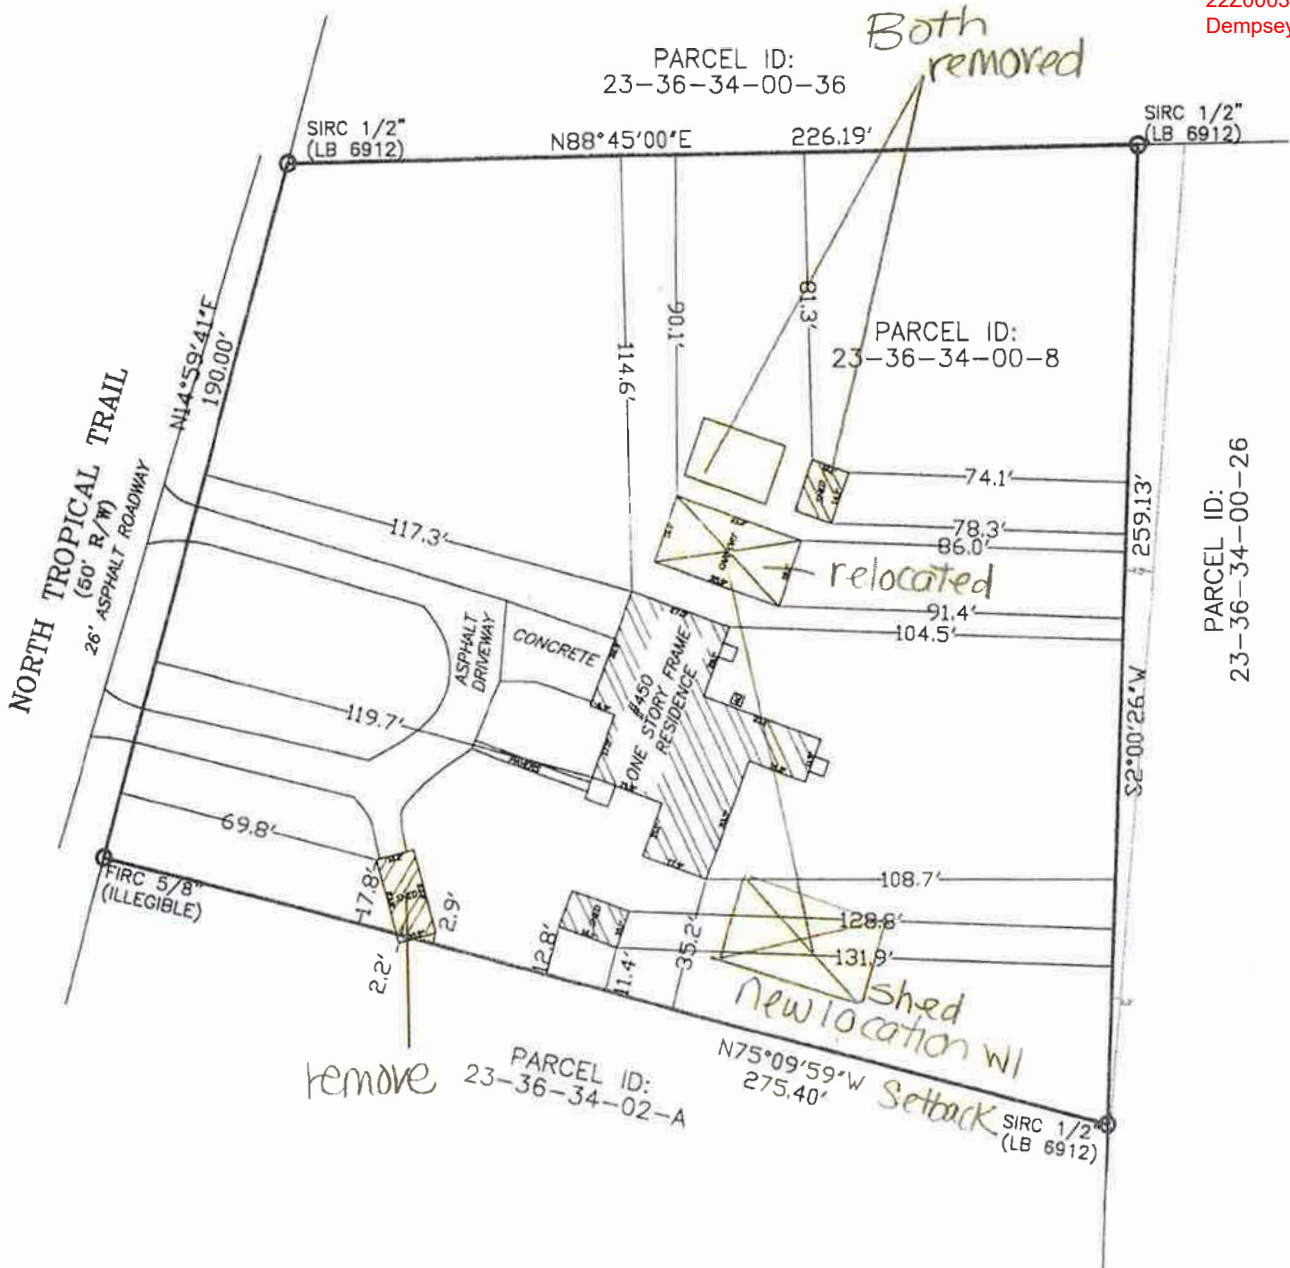 22Z0003
Dempsey
Both
removed
PARCEL ID:
23-36-34-00-36
SIRC 1/2"
(LB 6912)
N88°45'00"E
226.19'
SIRC 1/2"
(LB 6912)
N14°59'41"E
190.00'
NORTH TROPICAL TRAIL
(50' R/W)
26' ASPHALT ROADWAY
114.6'
90.1'
81.3'
PARCEL ID:
23-36-34-00-8
PARCEL ID:
23-36-34-00-26
259.13'
S2°00'26"W
74.1'
78.3'
86.0'
SHED
CARPORT
relocated
91.4'
104.5'
117.3'
ASPHALT
DRIVEWAY
CONCRETE
#450
ONE STORY FRAME
RESIDENCE
119.7'
69.8'
FIRC 5/8"
(ILLEGIBLE)
17.8'
SHED
2.9'
2.2'
12.8'
SHED
11.4'
35.2'
108.7'
128.8'
131.9'
shed
New location W/
Setback
remove
PARCEL ID:
23-36-34-02-A
N75°09'59"W
275.40'
SIRC 1/2"
(LB 6912)